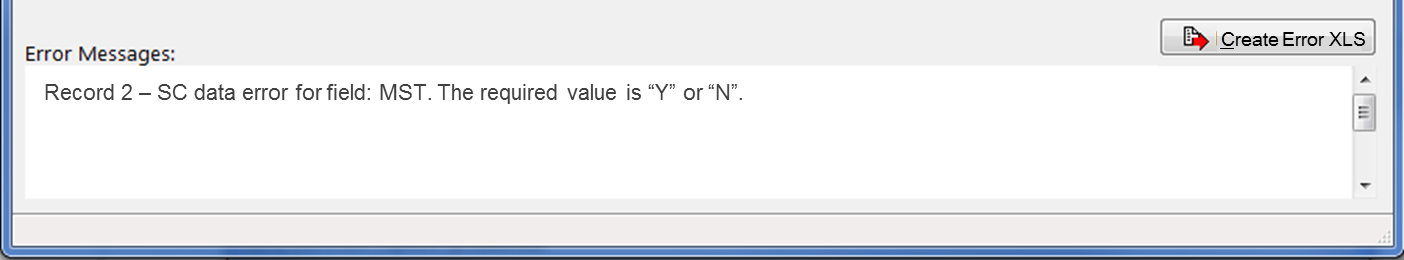 Create Error XLS
Error Messages:
Record 2 – SC data error for field: MST. The required value is “Y” or “N”.